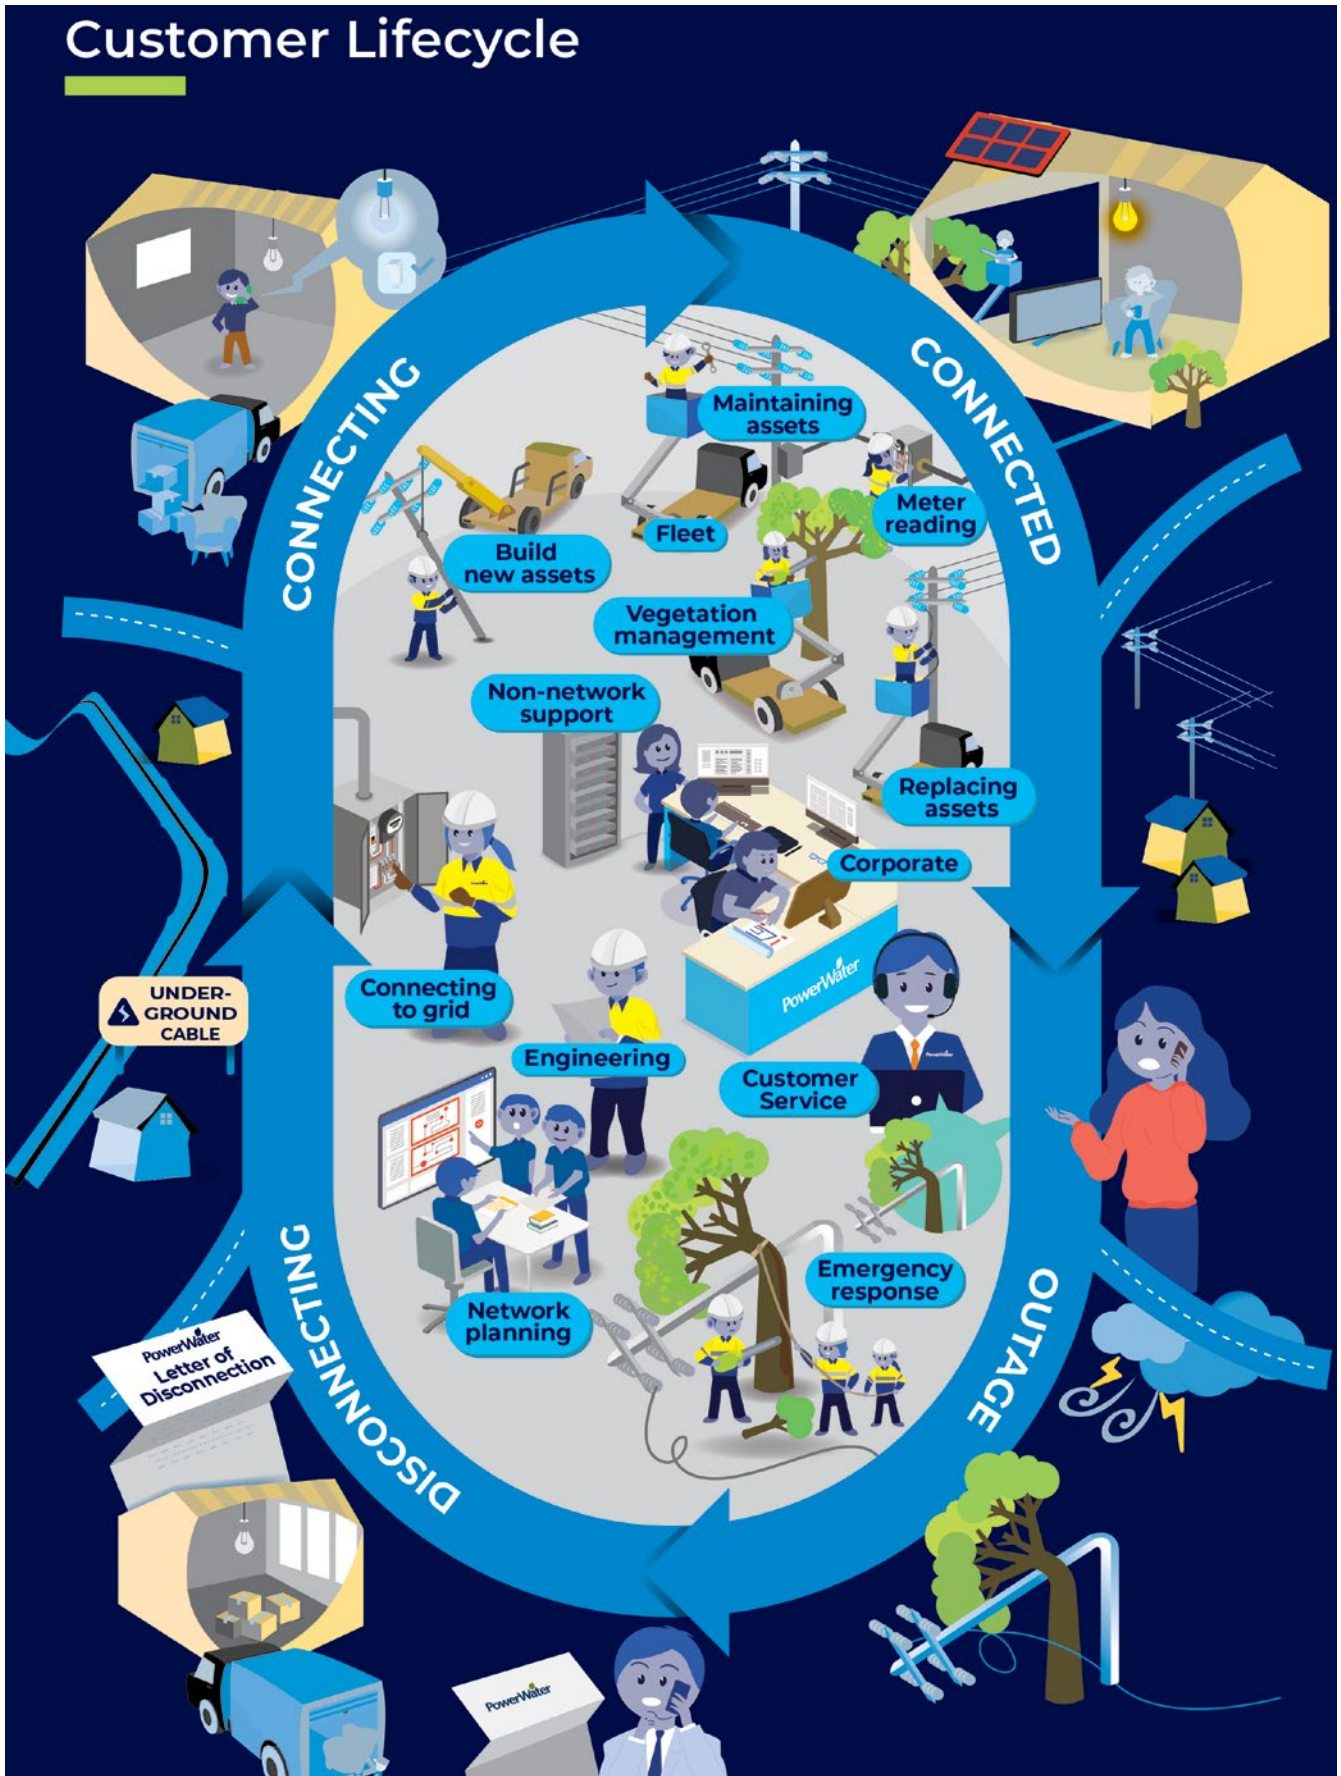 Customer Lifecycle
CONNECTING
CONNECTED
Maintaining
assets
Meter
reading
Fleet
Build
new assets
Vegetation
management
Non-network
support
Replacing
assets
Corporate
PowerWater
Connecting
to grid
UNDER-
GROUND
CABLE
Engineering
Customer
Service
PowerWater
Emergency
response
Network
planning
OUTAGE
DISCONNECTING
PowerWater
Letter of
Disconnection
PowerWater